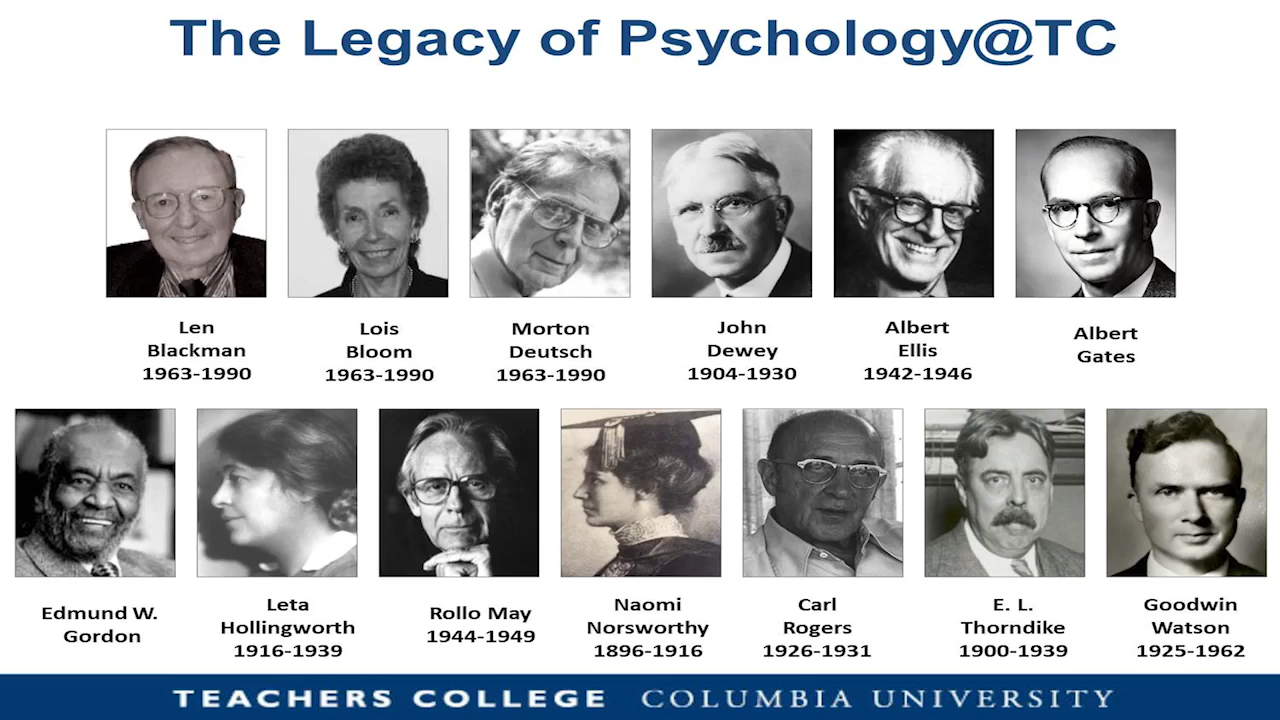 The Legacy of Psychology@TC
Len
Blackman
1963-1990
Lois
Bloom
1963-1990
Morton
Deutsch
1963-1990
John
Dewey
1904-1930
Albert
Ellis
1942-1946
Albert
Gates
Edmund W.
Gordon
Leta
Hollingworth
1916-1939
Rollo May
1944-1949
Naomi
Norsworthy
1896-1916
Carl
Rogers
1926-1931
E. L.
Thorndike
1900-1939
Goodwin
Watson
1925-1962
TEACHERS COLLEGE COLUMBIA UNIVERSITY